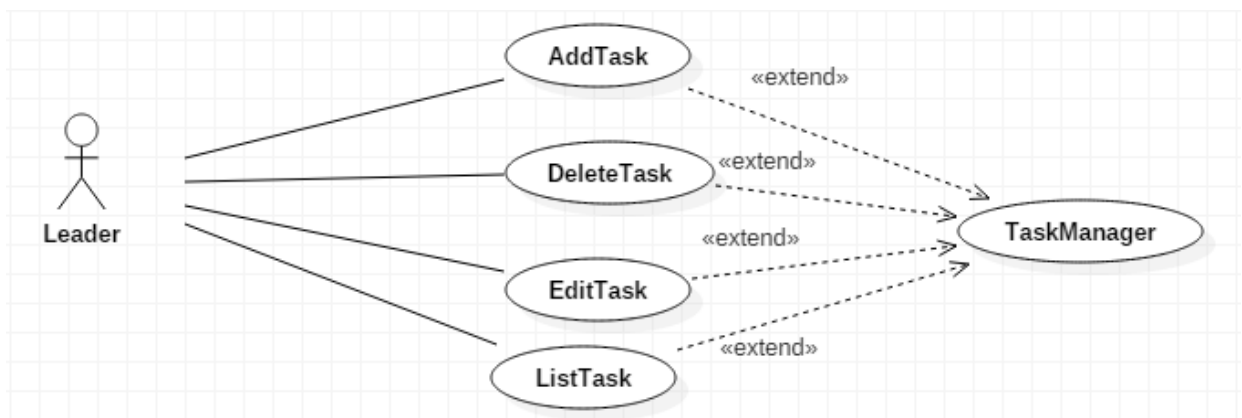 AddTask
«extend»
DeleteTask
«extend»
Leader
TaskManager
«extend»
EditTask
«extend»
ListTask